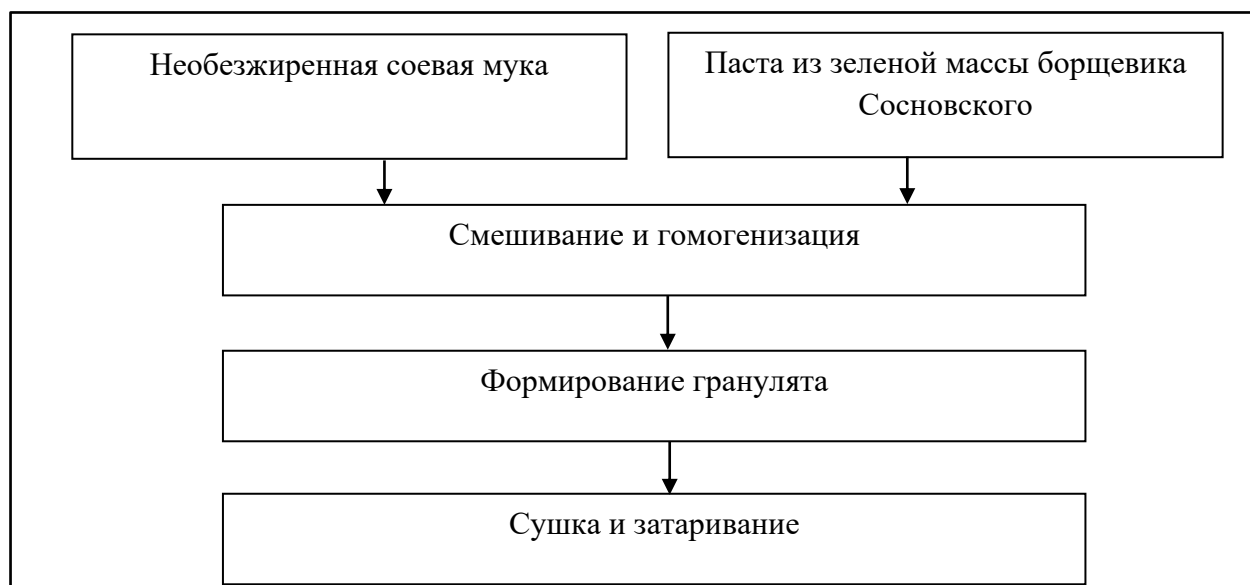 Необезжиренная соевая мука
Паста из зеленой массы борщевика
Сосновского
Смешивание и гомогенизация
Формирование гранулята
Сушка и затаривание